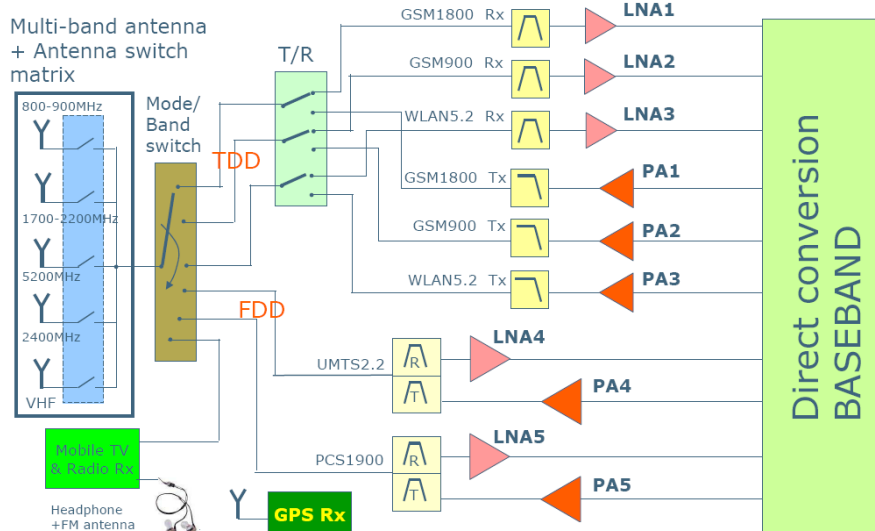 Multi-band antenna
+ Antenna switch
matrix
800-900MHz
1700-2200MHz
5200MHz
2400MHz
VHF
Mode/
Band
switch
TDD
FDD
T/R
GSM1800 Rx
LNA1
GSM900 Rx
LNA2
WLAN5.2 Rx
LNA3
GSM1800 Tx
PA1
GSM900 Tx
PA2
WLAN5.2 Tx
PA3
UMTS2.2
R
T
LNA4
PA4
PCS1900
R
T
LNA5
PA5
Direct conversion
BASEBAND
Mobile TV
& Radio Rx
Headphone
+FM antenna
GPS Rx